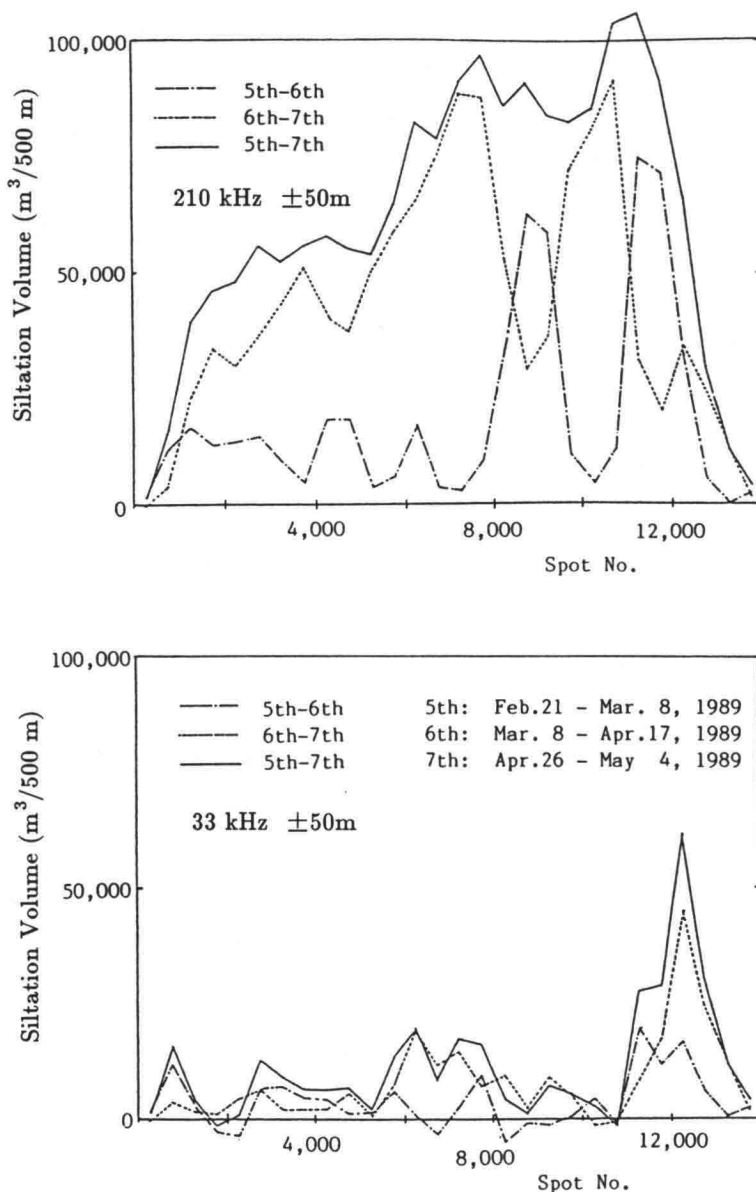 100,000
5th-6th
6th-7th
5th-7th
210 kHz ±50m
50,000
0
4,000
8,000
12,000
Spot No.
Siltation Volume (m³/500 m)
100,000
5th-6th
6th-7th
5th-7th
5th: Feb.21 - Mar. 8, 1989
6th: Mar. 8 - Apr.17, 1989
7th: Apr.26 - May 4, 1989
33 kHz ±50m
50,000
0
4,000
8,000
12,000
Spot No.
Siltation Volume (m³/500 m)